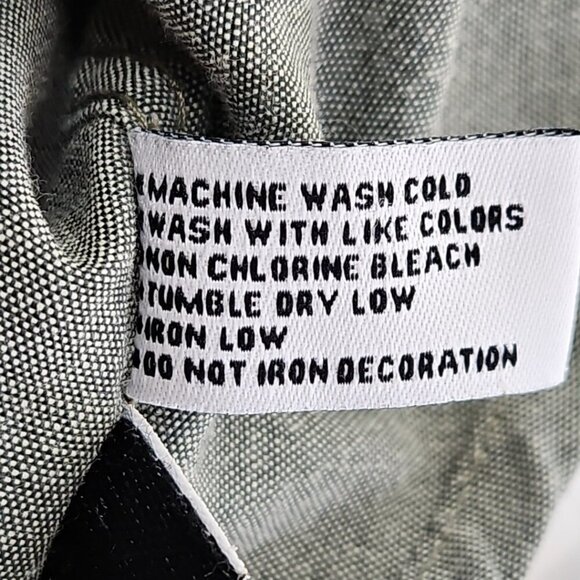 MACHINE WASH COLD
WASH WITH LIKE COLORS
NON CHLORINE BLEACH
TUMBLE DRY LOW
IRON LOW
DO NOT IRON DECORATION